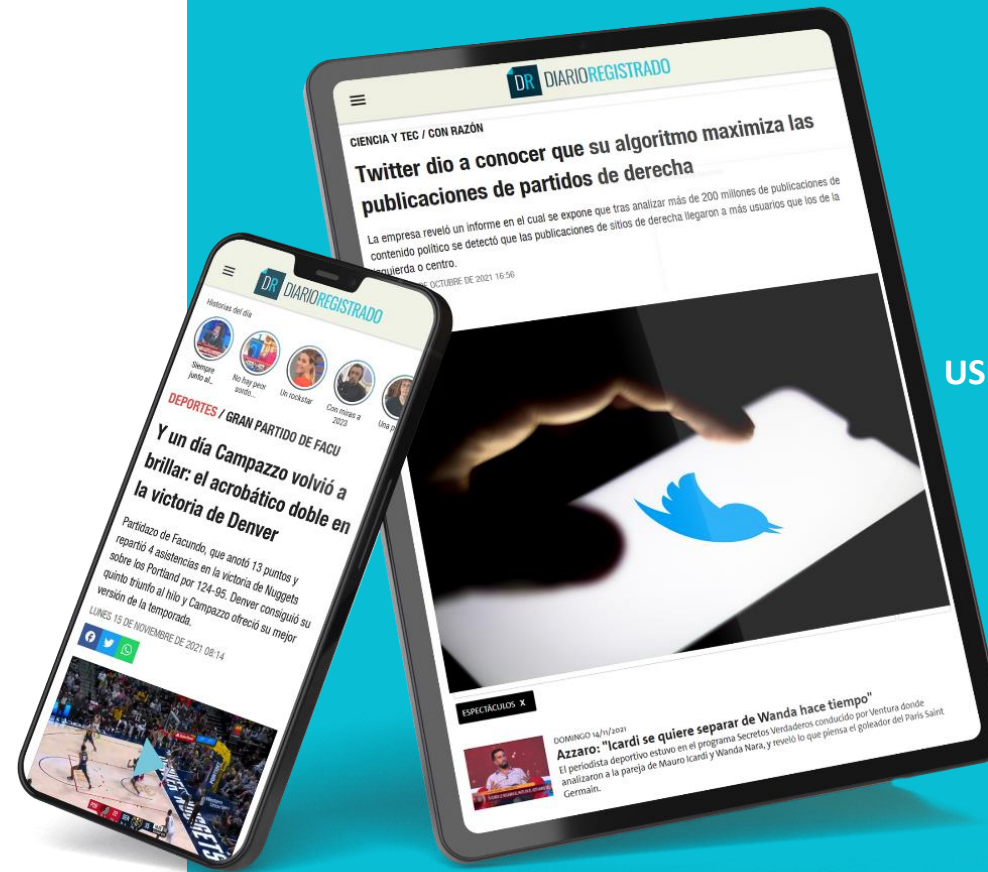 DR DIARIOREGISTRADO
CIENCIA Y TEC / CON RAZÓN
Twitter dio a conocer que su algoritmo maximiza las
publicaciones de partidos de derecha
La empresa reveló un informe en el cual se expone que tras analizar más de 200 millones de publicaciones de
contenido político se detectó que las publicaciones de sitios de derecha llegaron a más usuarios que los de la
izquierda o centro.
DE OCTUBRE DE 2021 16:56
ESPECTÁCULOS X
DOMINGO 14/11/2021
Azzaro: "Icardi se quiere separar de Wanda hace tiempo"
El periodista deportivo estuvo en el programa Secretos Verdaderos conducido por Ventura donde
analizaron a la pareja de Mauro Icardi y Wanda Nara, y reveló lo que piensa el goleador del Paris Saint
Germain.
DR DIARIOREGISTRADO
Historias del día
Siempre
junto al...
No hay peor
sordo...
Un rockstar
Con miras a
2023
Una p
DEPORTES / GRAN PARTIDO DE FACU
Y un día Campazzo volvió a
brillar: el acrobático doble en
la victoria de Denver
Partidazo de Facundo, que anotó 13 puntos y
repartió 4 asistencias en la victoria de Nuggets
sobre los Portland por 124-95. Denver consiguió su
quinto triunfo al hilo y Campazzo ofreció su mejor
versión de la temporada.
LUNES 15 DE NOVIEMBRE DE 2021 08:14
US